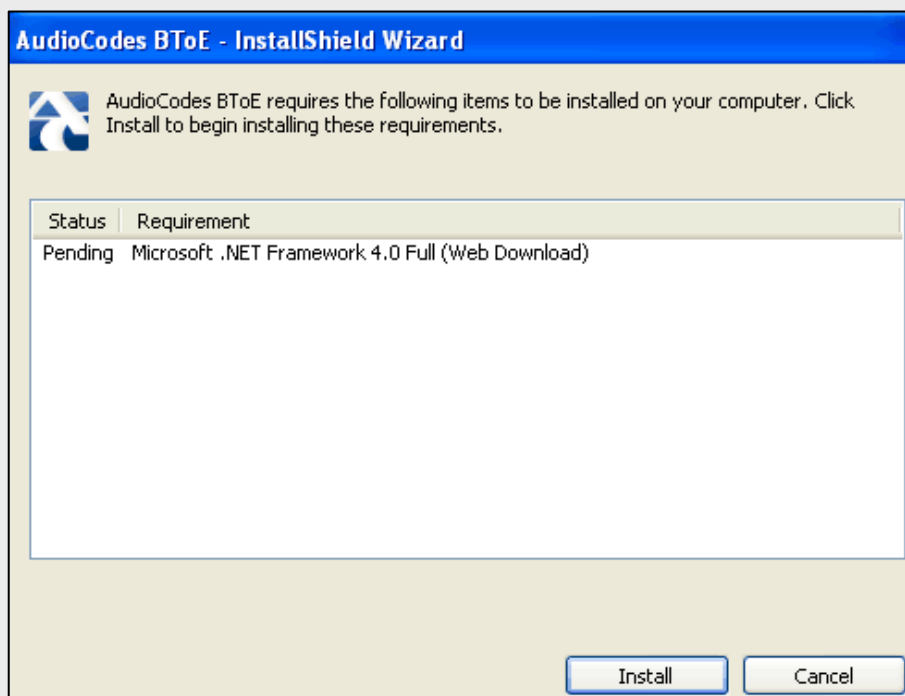 AudioCodes BToE - InstallShield Wizard
AudioCodes BToE requires the following items to be installed on your computer. Click
Install to begin installing these requirements.
Status Requirement
Pending Microsoft .NET Framework 4.0 Full (Web Download)
Install Cancel